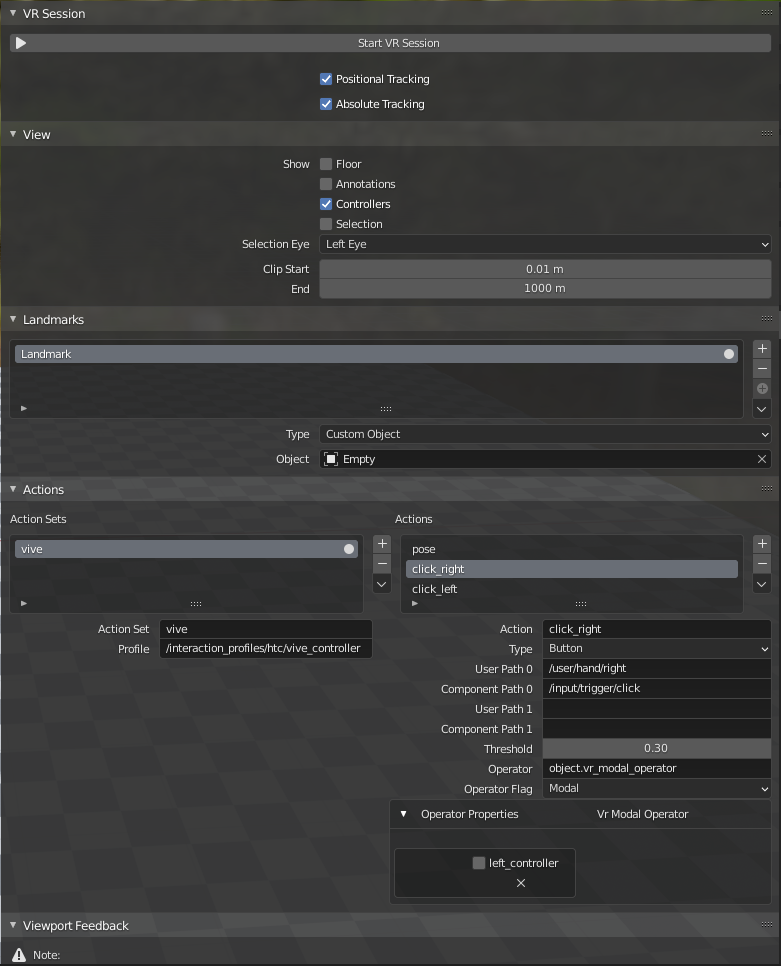 VR Session
Start VR Session
Positional Tracking
Absolute Tracking
View
Show Floor
Annotations
Controllers
Selection
Selection Eye Left Eye
Clip Start 0.01 m
End 1000 m
Landmarks
Landmark
Type Custom Object
Object Empty
Actions
Action Sets Actions
vive
pose
click_right
click_left
Action Set vive
Profile /interaction_profiles/htc/vive_controller
Action click_right
Type Button
User Path 0 /user/hand/right
Component Path 0 /input/trigger/click
User Path 1
Component Path 1
Threshold 0.30
Operator object.vr_modal_operator
Operator Flag Modal
Operator Properties Vr Modal Operator
left_controller
Viewport Feedback
Note: